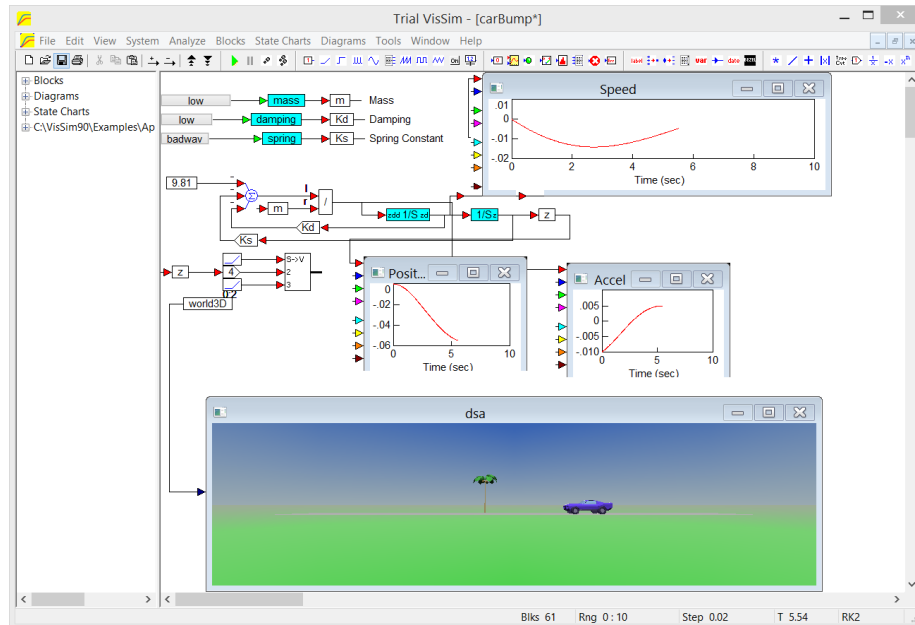 Trial VisSim - [carBump*]
File Edit View System Analyze Blocks State Charts Diagrams Tools Window Help
Blocks
Diagrams
State Charts
C:\VisSim90\Examples\Ap
low mass m Mass
low damping Kd Damping
badwav spring Ks Spring Constant
Speed
.01
0
-.01
-.02
0 2 4 6 8 10
Time (sec)
9.81
m
l
r
/
Kd
Ks
zdd 1/S zd
1/S z
z
z
4
S->V
2
3
0.2
world3D
Posit...
0
-.02
-.04
-.06
0 5 10
Time (sec)
Accel
.005
0
-.005
-.010
0 5 10
Time (sec)
dsa
Blks 61 Rng 0 : 10 Step 0.02 T 5.54 RK2